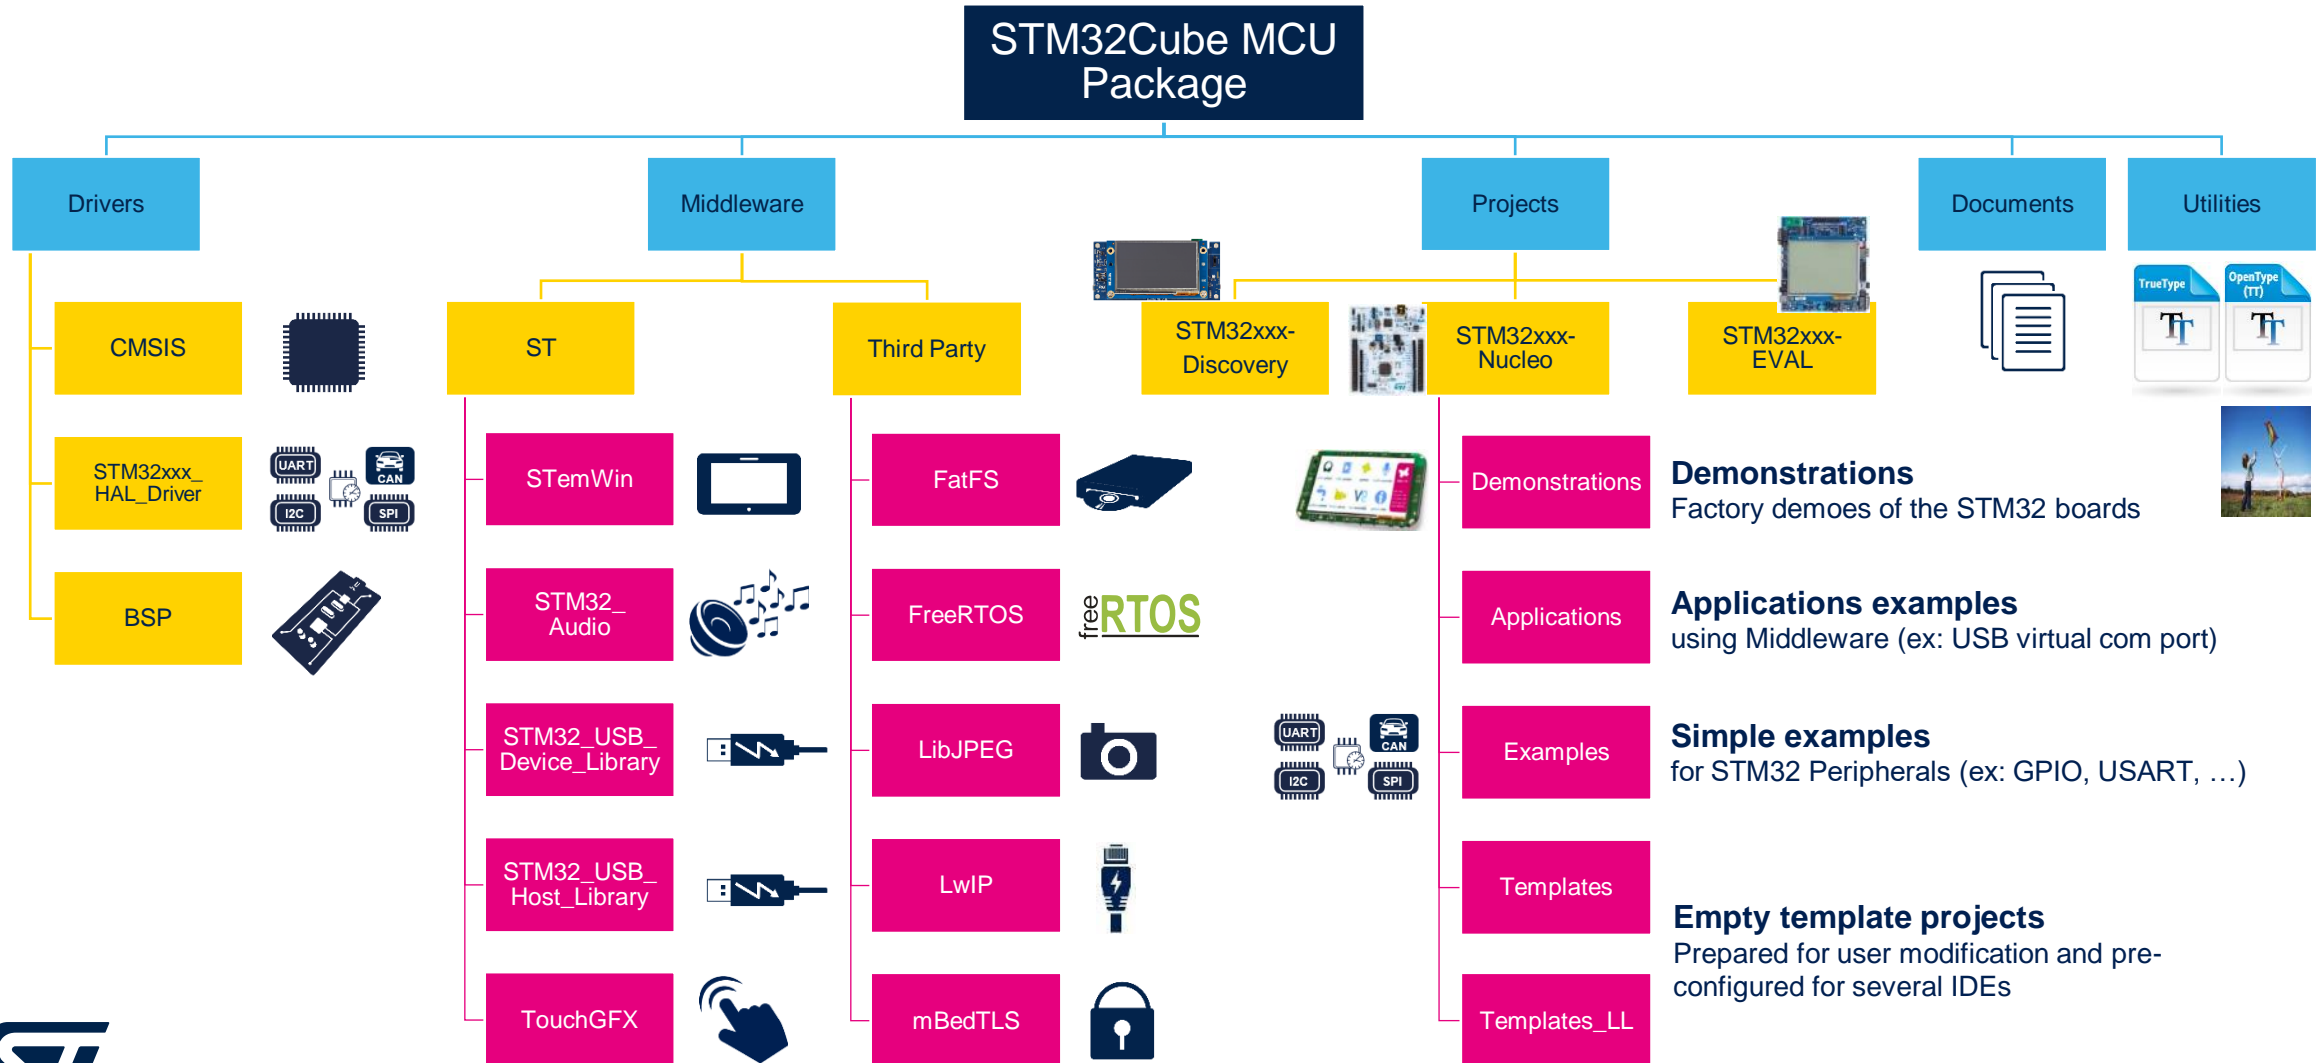 STM32Cube MCU
Package
Drivers
Middleware
Projects
Documents
Utilities
CMSIS
STM32xxx_
HAL_Driver
UART
CAN
I2C
SPI
BSP
ST
Third Party
STM32xxx-
Discovery
STM32xxx-
Nucleo
STM32xxx-
EVAL
TrueType
OpenType
(TT)
STemWin
STM32_
Audio
STM32_USB_
Device_Library
STM32_USB_
Host_Library
TouchGFX
FatFS
FreeRTOS
freeRTOS
LibJPEG
LwIP
mBedTLS
Demonstrations
Demonstrations
Factory demoes of the STM32 boards
Applications
Applications examples
using Middleware (ex: USB virtual com port)
UART
CAN
I2C
SPI
Examples
Simple examples
for STM32 Peripherals (ex: GPIO, USART, …)
Templates
Templates_LL
Empty template projects
Prepared for user modification and pre-
configured for several IDEs